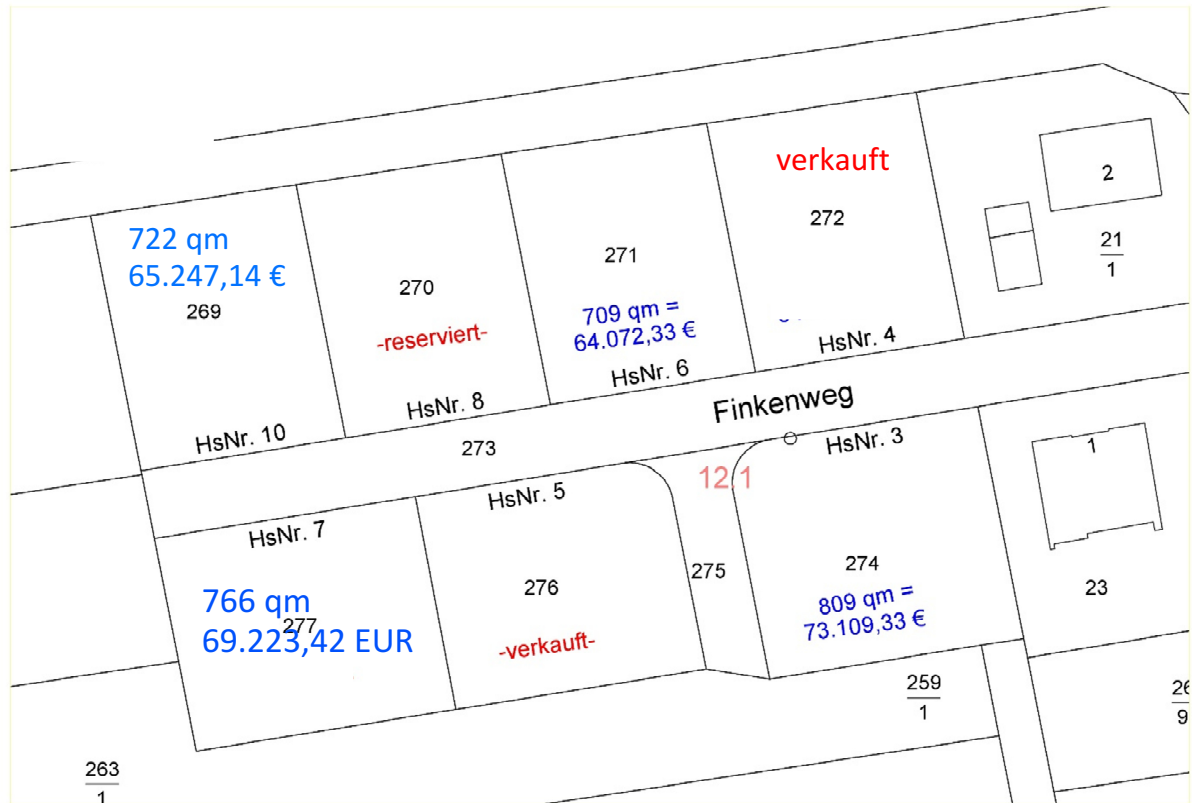 verkauft
2
272
21
1
722 qm
65.247,14 €
269
270
-reserviert-
271
709 qm =
64.072,33 €
HsNr. 10
HsNr. 8
HsNr. 6
HsNr. 4
Finkenweg
273
HsNr. 7
HsNr. 5
12,1
HsNr. 3
1
766 qm
277
69.223,42 EUR
276
-verkauft-
275
274
809 qm =
73.109,33 €
23
259
1
263
1